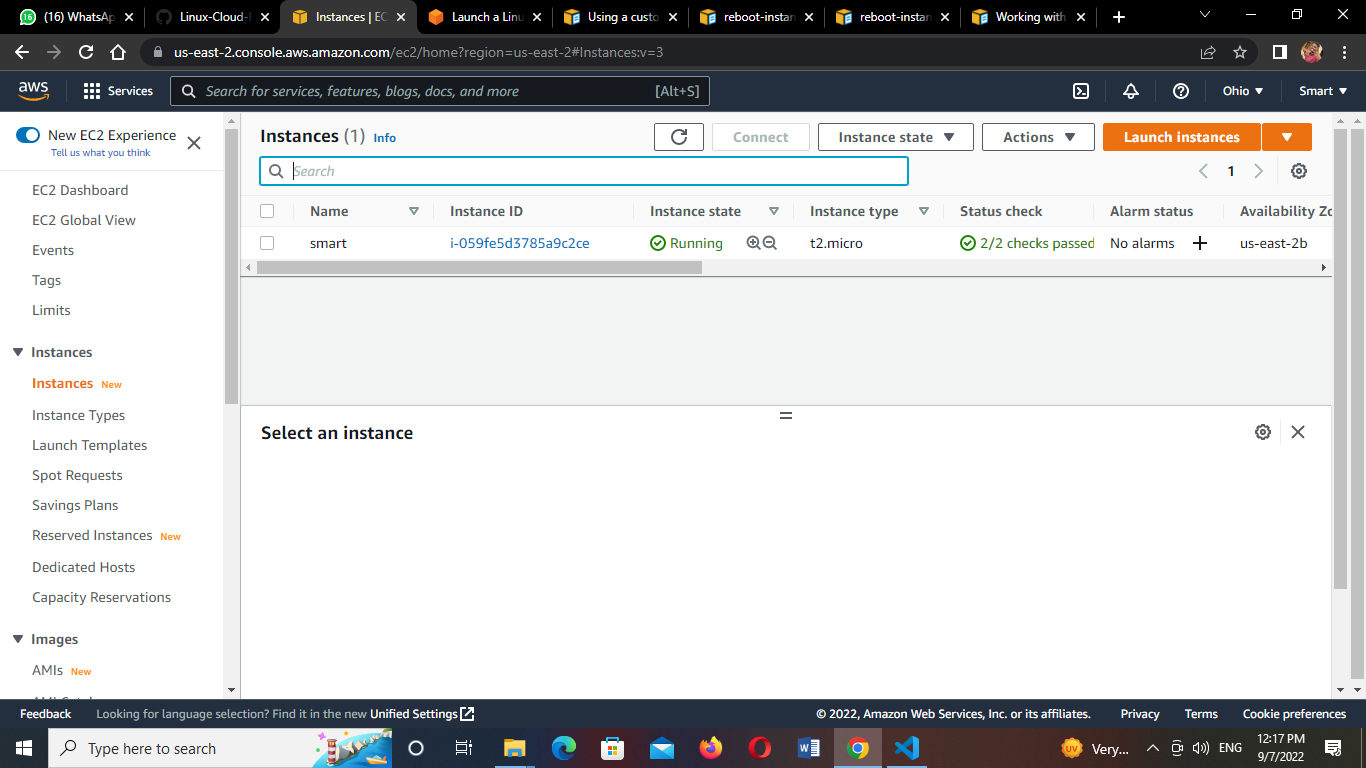 (16) WhatsAp
Linux-Cloud-
Instances | EC
Launch a Linu
Using a custo
reboot-instan
reboot-instan
Working with
us-east-2.console.aws.amazon.com/ec2/home?region=us-east-2#Instances:v=3
aws
Services
Search for services, features, blogs, docs, and more
[Alt+S]
Ohio
Smart
New EC2 Experience
Tell us what you think
EC2 Dashboard
EC2 Global View
Events
Tags
Limits
Instances
Instances New
Instance Types
Launch Templates
Spot Requests
Savings Plans
Reserved Instances New
Dedicated Hosts
Capacity Reservations
Images
AMIs New
Instances (1) Info
Connect
Instance state
Actions
Launch instances
Search
1
Name Instance ID Instance state Instance type Status check Alarm status Availability Zo
smart i-059fe5d3785a9c2ce Running t2.micro 2/2 checks passed No alarms us-east-2b
Select an instance
Feedback Looking for language selection? Find it in the new Unified Settings © 2022, Amazon Web Services, Inc. or its affiliates. Privacy Terms Cookie preferences
Type here to search
UV
Very...
ENG
12:17 PM
9/7/2022